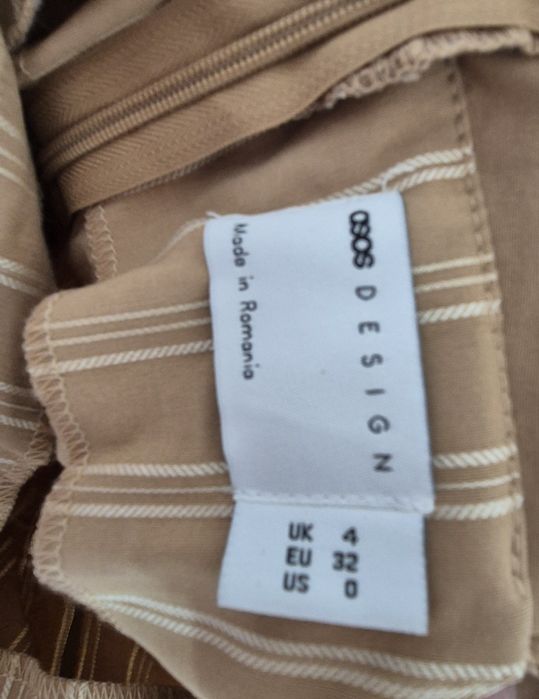 asos DESIGN
Made in Romania
UK 4
EU 32
US 0